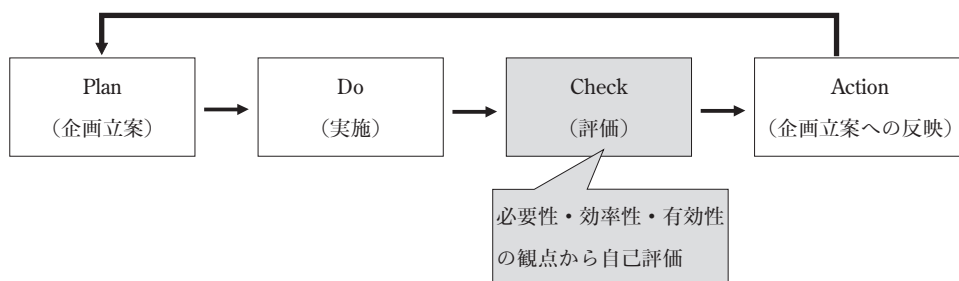 Plan
（企画立案）
Do
（実施）
Check
（評価）
Action
（企画立案への反映）
必要性・効率性・有効性
の観点から自己評価